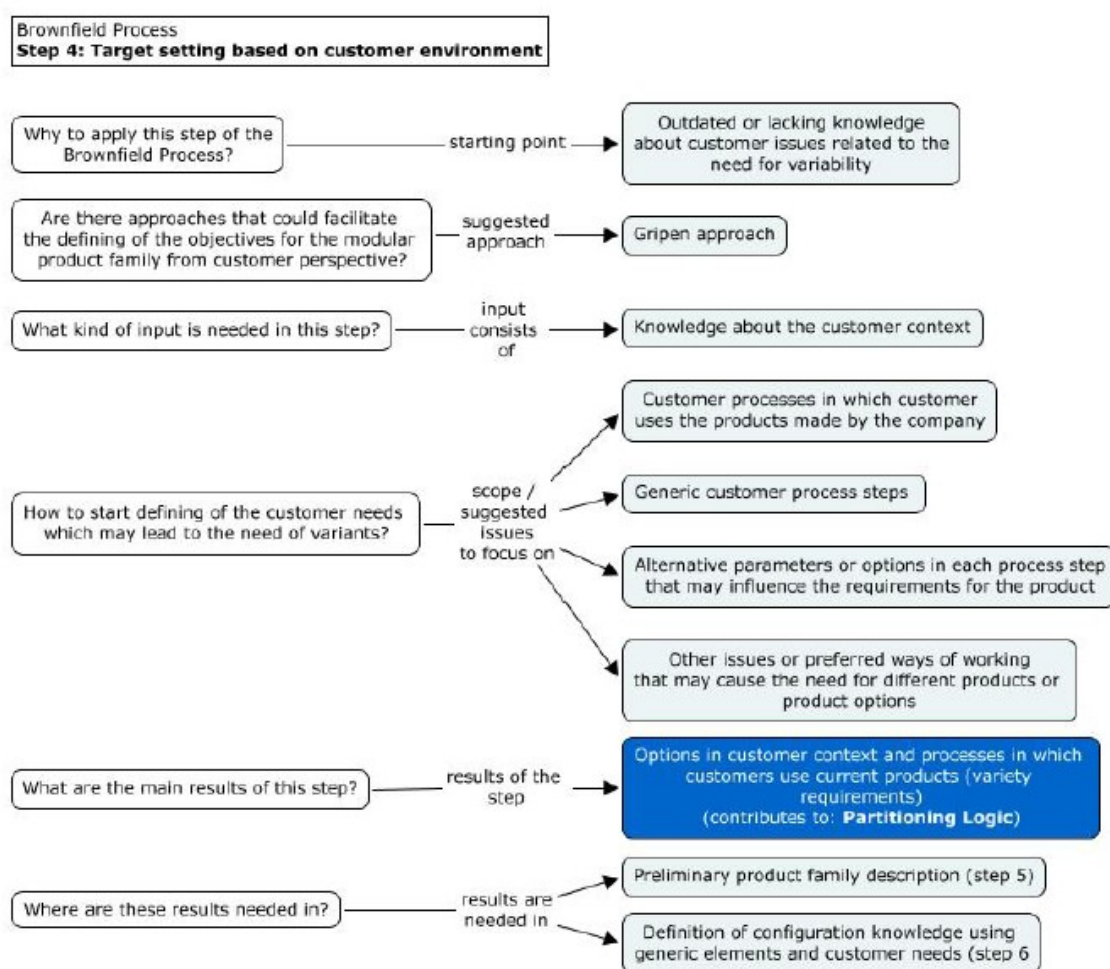 Brownfield Process
Step 4: Target setting based on customer environment
Why to apply this step of the
Brownfield Process?
starting point
Outdated or lacking knowledge
about customer issues related to the
need for variability
Are there approaches that could facilitate
the defining of the objectives for the modular
product family from customer perspective?
suggested
approach
Gripen approach
What kind of input is needed in this step?
input
consists
of
Knowledge about the customer context
How to start defining of the customer needs
which may lead to the need of variants?
scope /
suggested
issues
to focus on
Customer processes in which customer
uses the products made by the company
Generic customer process steps
Alternative parameters or options in each process step
that may influence the requirements for the product
Other issues or preferred ways of working
that may cause the need for different products or
product options
What are the main results of this step?
results of the
step
Options in customer context and processes in which
customers use current products (variety
requirements)
(contributes to: Partitioning Logic)
Where are these results needed in?
results are
needed in
Preliminary product family description (step 5)
Definition of configuration knowledge using
generic elements and customer needs (step 6